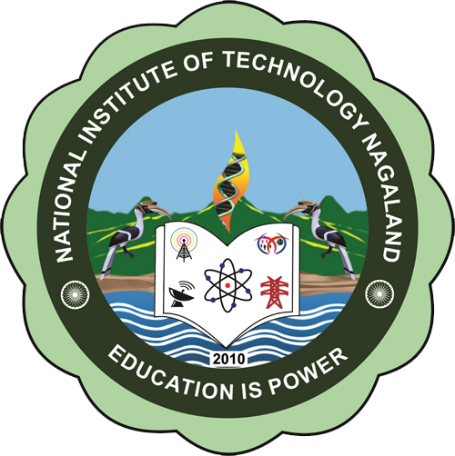 NATIONAL INSTITUTE OF TECHNOLOGY NAGALAND
2010
EDUCATION IS POWER